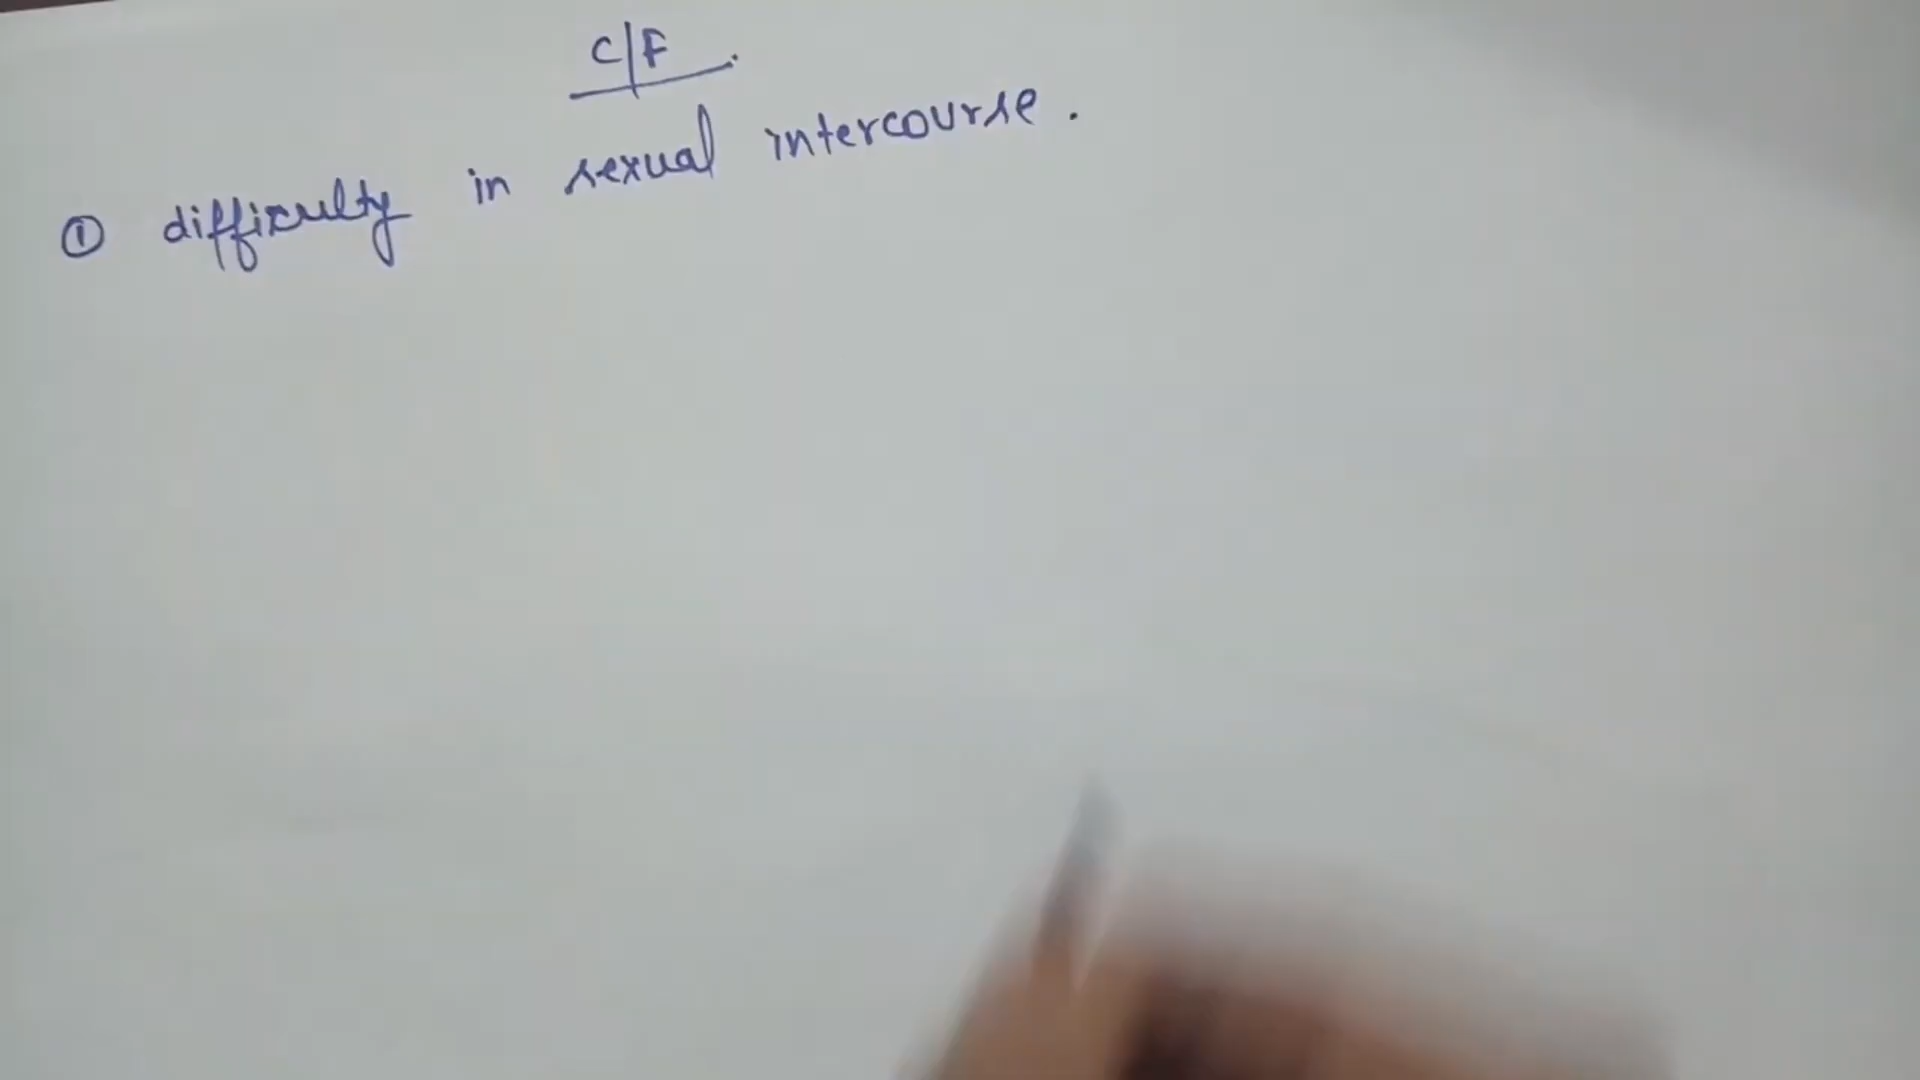 C/F.
① difficulty in sexual intercourse.